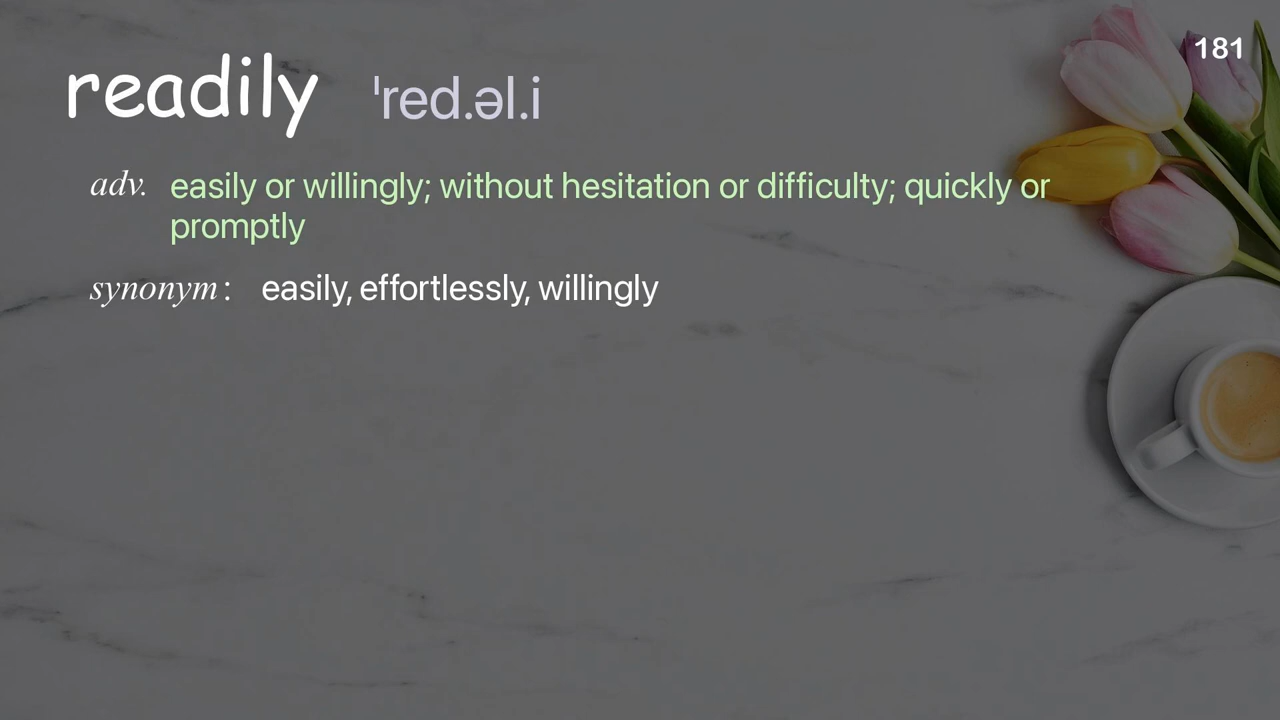 181
readily ˈred.əl.i
adv. easily or willingly; without hesitation or difficulty; quickly or
promptly
synonym : easily, effortlessly, willingly